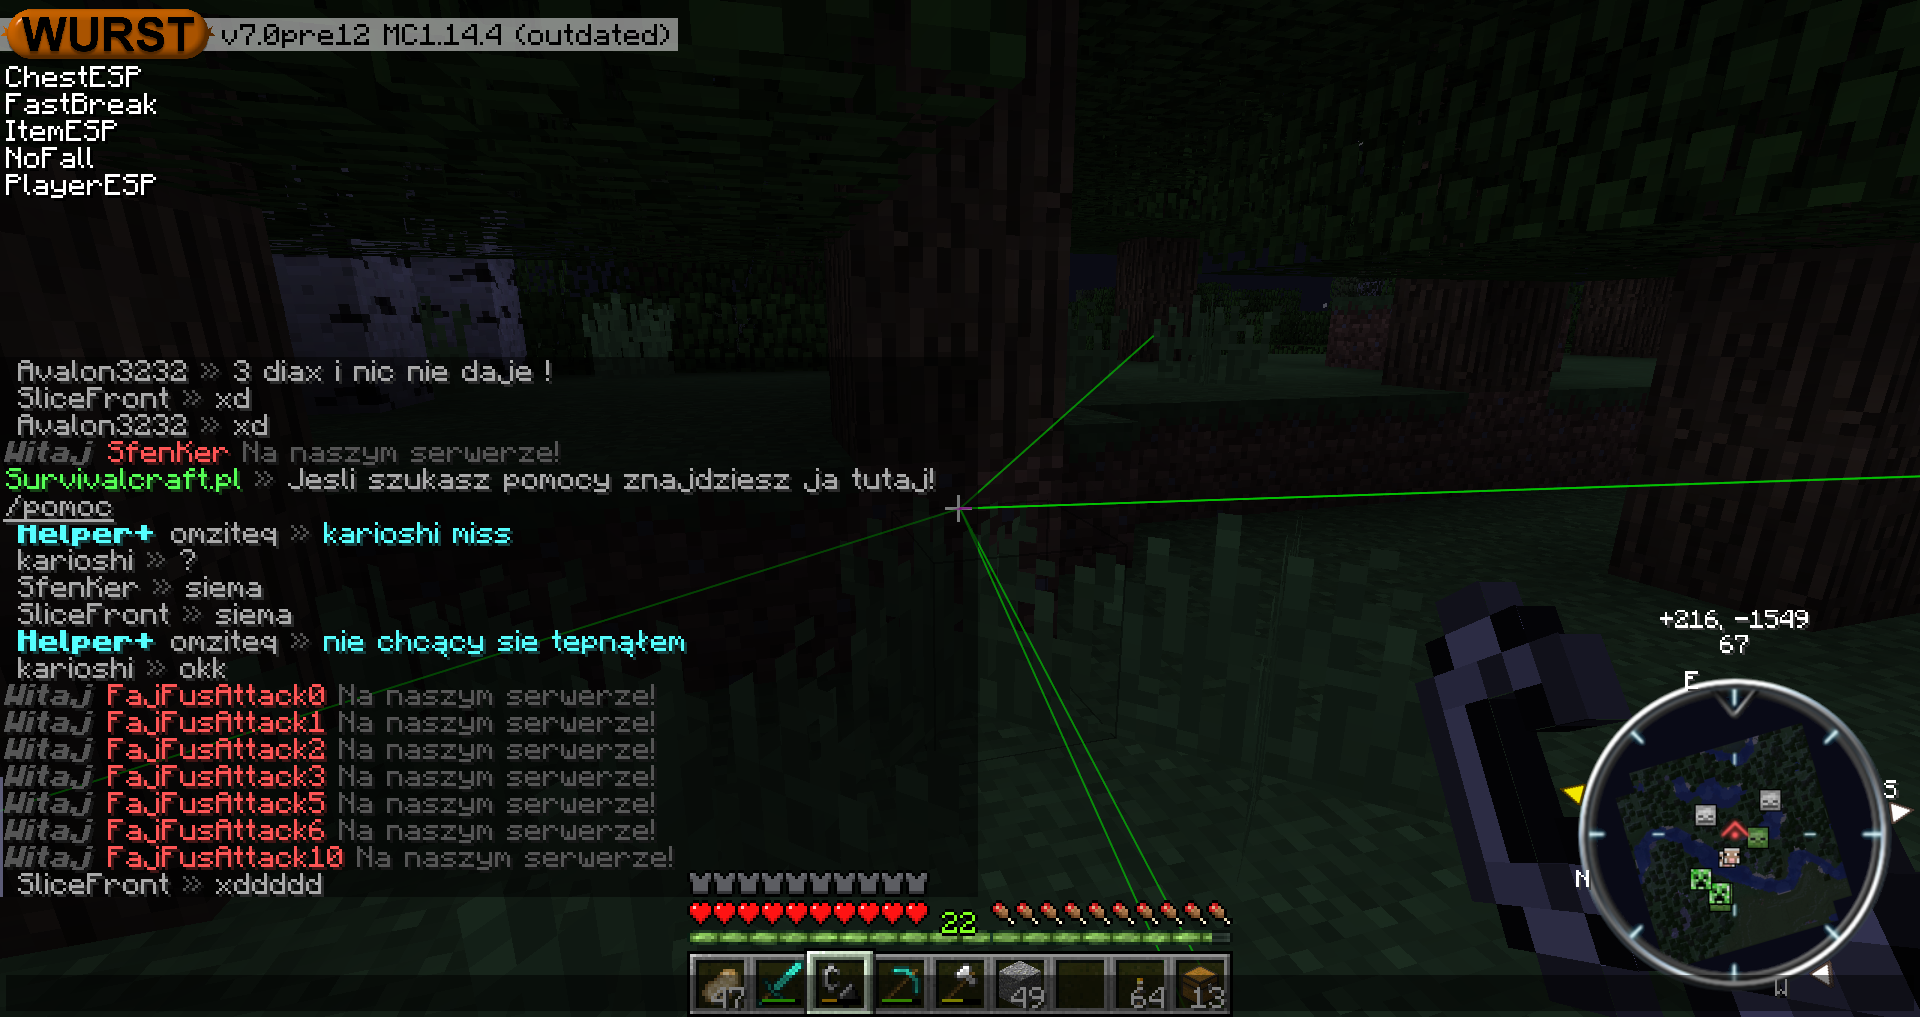 WURST v7.0pre12 MC1.14.4 (outdated)
ChestESP
FastBreak
ItemESP
NoFall
PlayerESP
Avalon3232 » 3 diax i nic nie daje !
SliceFront » xd
Avalon3232 » xd
Witaj SfenKer Na naszym serwerze!
Survivalcraft.pl » Jesli szukasz pomocy znajdziesz ja tutaj!
/pomoc
Helper+ omziteq » karioshi miss
karioshi » ?
SfenKer » siema
SliceFront » siema
Helper+ omziteq » nie chcący sie tepnąłem
karioshi » okk
Witaj FajFusAttack0 Na naszym serwerze!
Witaj FajFusAttack1 Na naszym serwerze!
Witaj FajFusAttack2 Na naszym serwerze!
Witaj FajFusAttack3 Na naszym serwerze!
Witaj FajFusAttack5 Na naszym serwerze!
Witaj FajFusAttack6 Na naszym serwerze!
Witaj FajFusAttack10 Na naszym serwerze!
SliceFront » xddddd
+216, -1549
67
E
S
N
W
22
47
49
64
13